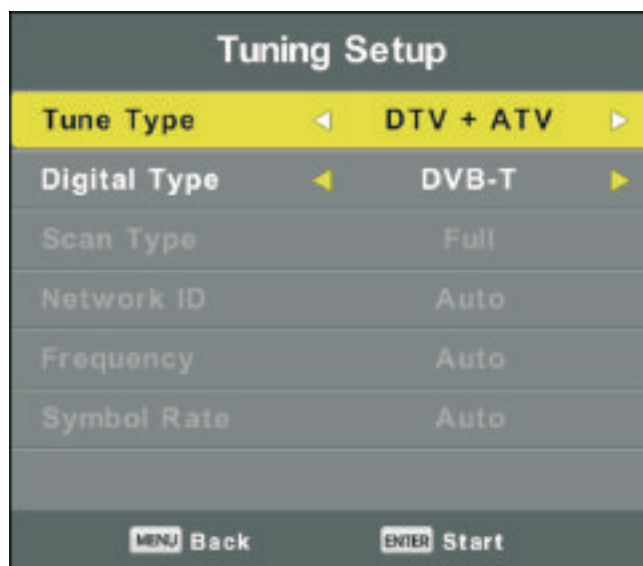 Tuning Setup
Tune Type DTV + ATV
Digital Type DVB-T
Scan Type Full
Network ID Auto
Frequency Auto
Symbol Rate Auto
MENU Back ENTER Start